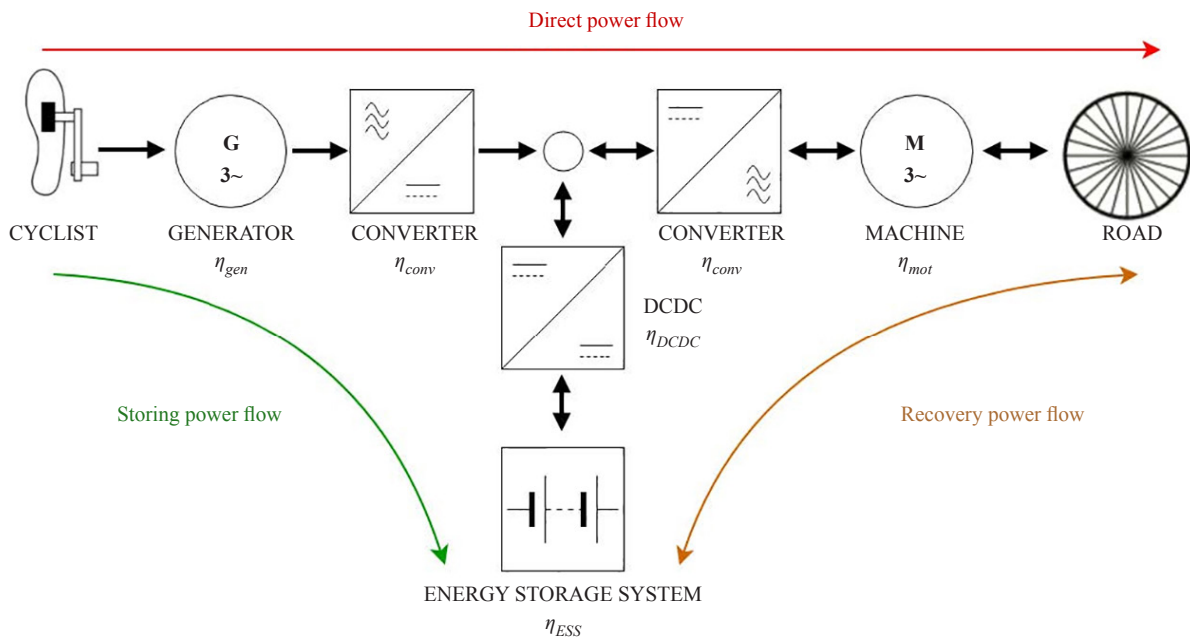 Direct power flow
G
3~
M
3~
CYCLIST
GENERATOR
η_gen
CONVERTER
η_conv
CONVERTER
η_conv
MACHINE
η_mot
ROAD
DCDC
η_DCDC
Storing power flow
Recovery power flow
ENERGY STORAGE SYSTEM
η_ESS